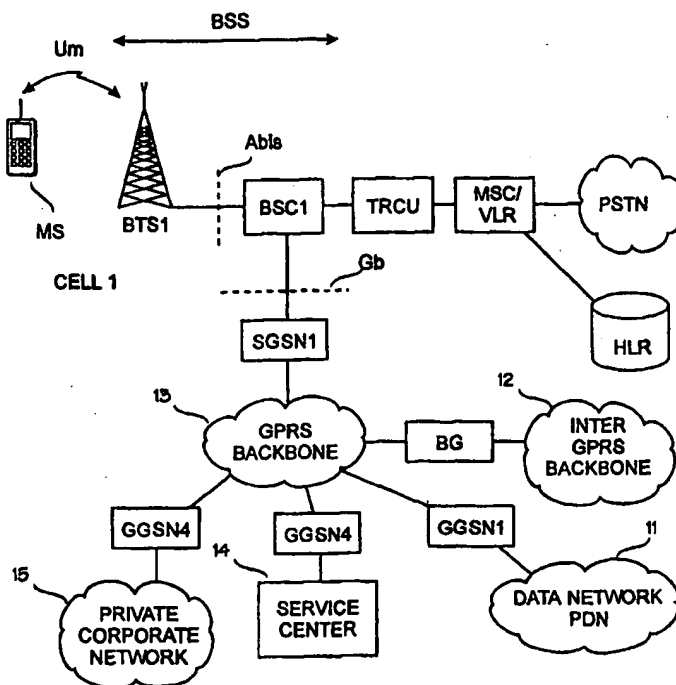 BSS
Um
Abis
MS
BTS1
BSC1
TRCU
MSC/
VLR
PSTN
CELL 1
Gb
HLR
SGSN1
13
GPRS
BACKBONE
BG
12
INTER
GPRS
BACKBONE
GGSN4
GGSN4
GGSN1
15
PRIVATE
CORPORATE
NETWORK
14
SERVICE
CENTER
11
DATA NETWORK
PDN